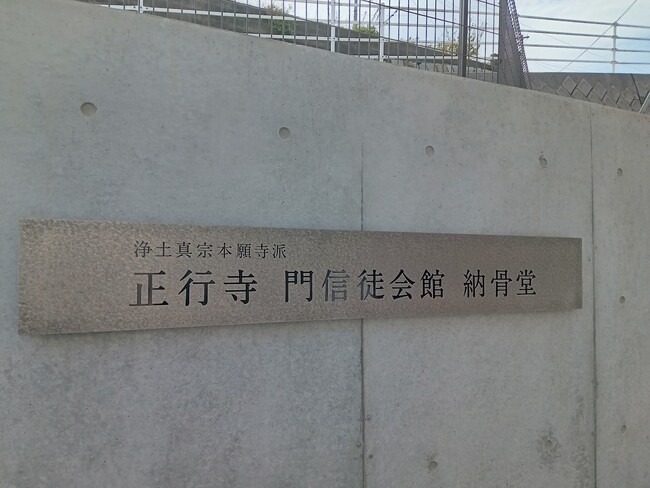 浄土真宗本願寺派
正行寺 門信徒会館 納骨堂